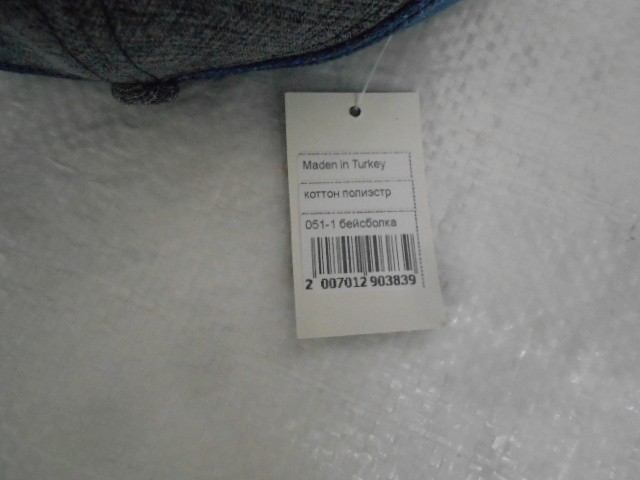 Maden in Turkey
коттон полиэстр
051-1 бейсболка
2 007012 903839